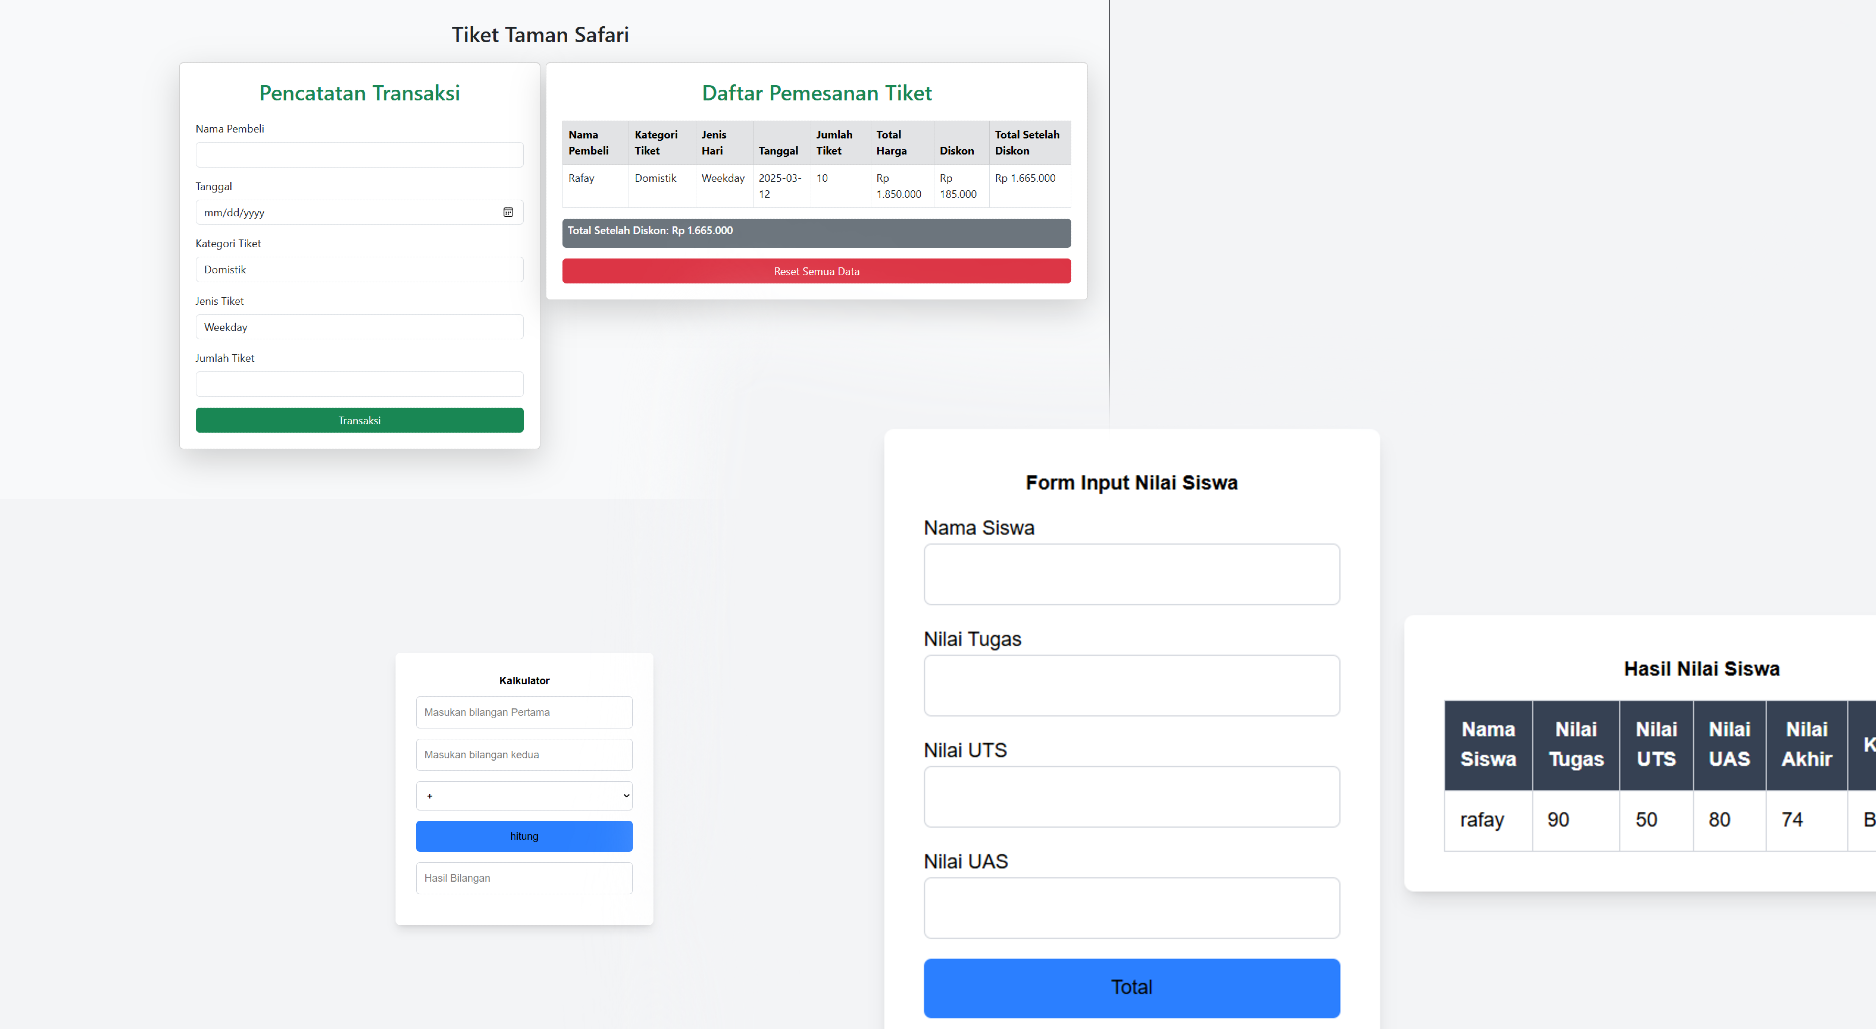 Tiket Taman Safari
Pencatatan Transaksi
Nama Pembeli
Tanggal
mm/dd/yyyy
Kategori Tiket
Domistik
Jenis Tiket
Weekday
Jumlah Tiket
Transaksi
Daftar Pemesanan Tiket
Nama Pembeli Kategori Tiket Jenis Hari Tanggal Jumlah Tiket Total Harga Diskon Total Setelah Diskon
Rafay Domistik Weekday 2025-03-12 10 Rp 1.850.000 Rp 185.000 Rp 1.665.000
Total Setelah Diskon: Rp 1.665.000
Reset Semua Data
Kalkulator
Masukan bilangan Pertama
Masukan bilangan kedua
+
hitung
Hasil Bilangan
Form Input Nilai Siswa
Nama Siswa
Nilai Tugas
Nilai UTS
Nilai UAS
Total
Hasil Nilai Siswa
Nama Siswa Nilai Tugas Nilai UTS Nilai UAS Nilai Akhir
rafay 90 50 80 74 B